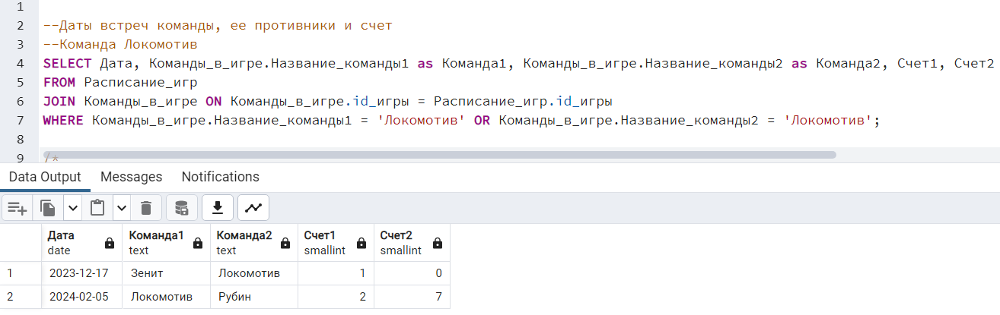 1
2 --Даты встреч команды, ее противники и счет
3 --Команда Локомотив
4 SELECT Дата, Команды_в_игре.Название_команды1 as Команда1, Команды_в_игре.Название_команды2 as Команда2, Счет1, Счет2
5 FROM Расписание_игр
6 JOIN Команды_в_игре ON Команды_в_игре.id_игры = Расписание_игр.id_игры
7 WHERE Команды_в_игре.Название_команды1 = 'Локомотив' OR Команды_в_игре.Название_команды2 = 'Локомотив';
8
9 /*
Data Output Messages Notifications
Дата Команда1 Команда2 Счет1 Счет2
date text text smallint smallint
1 2023-12-17 Зенит Локомотив 1 0
2 2024-02-05 Локомотив Рубин 2 7